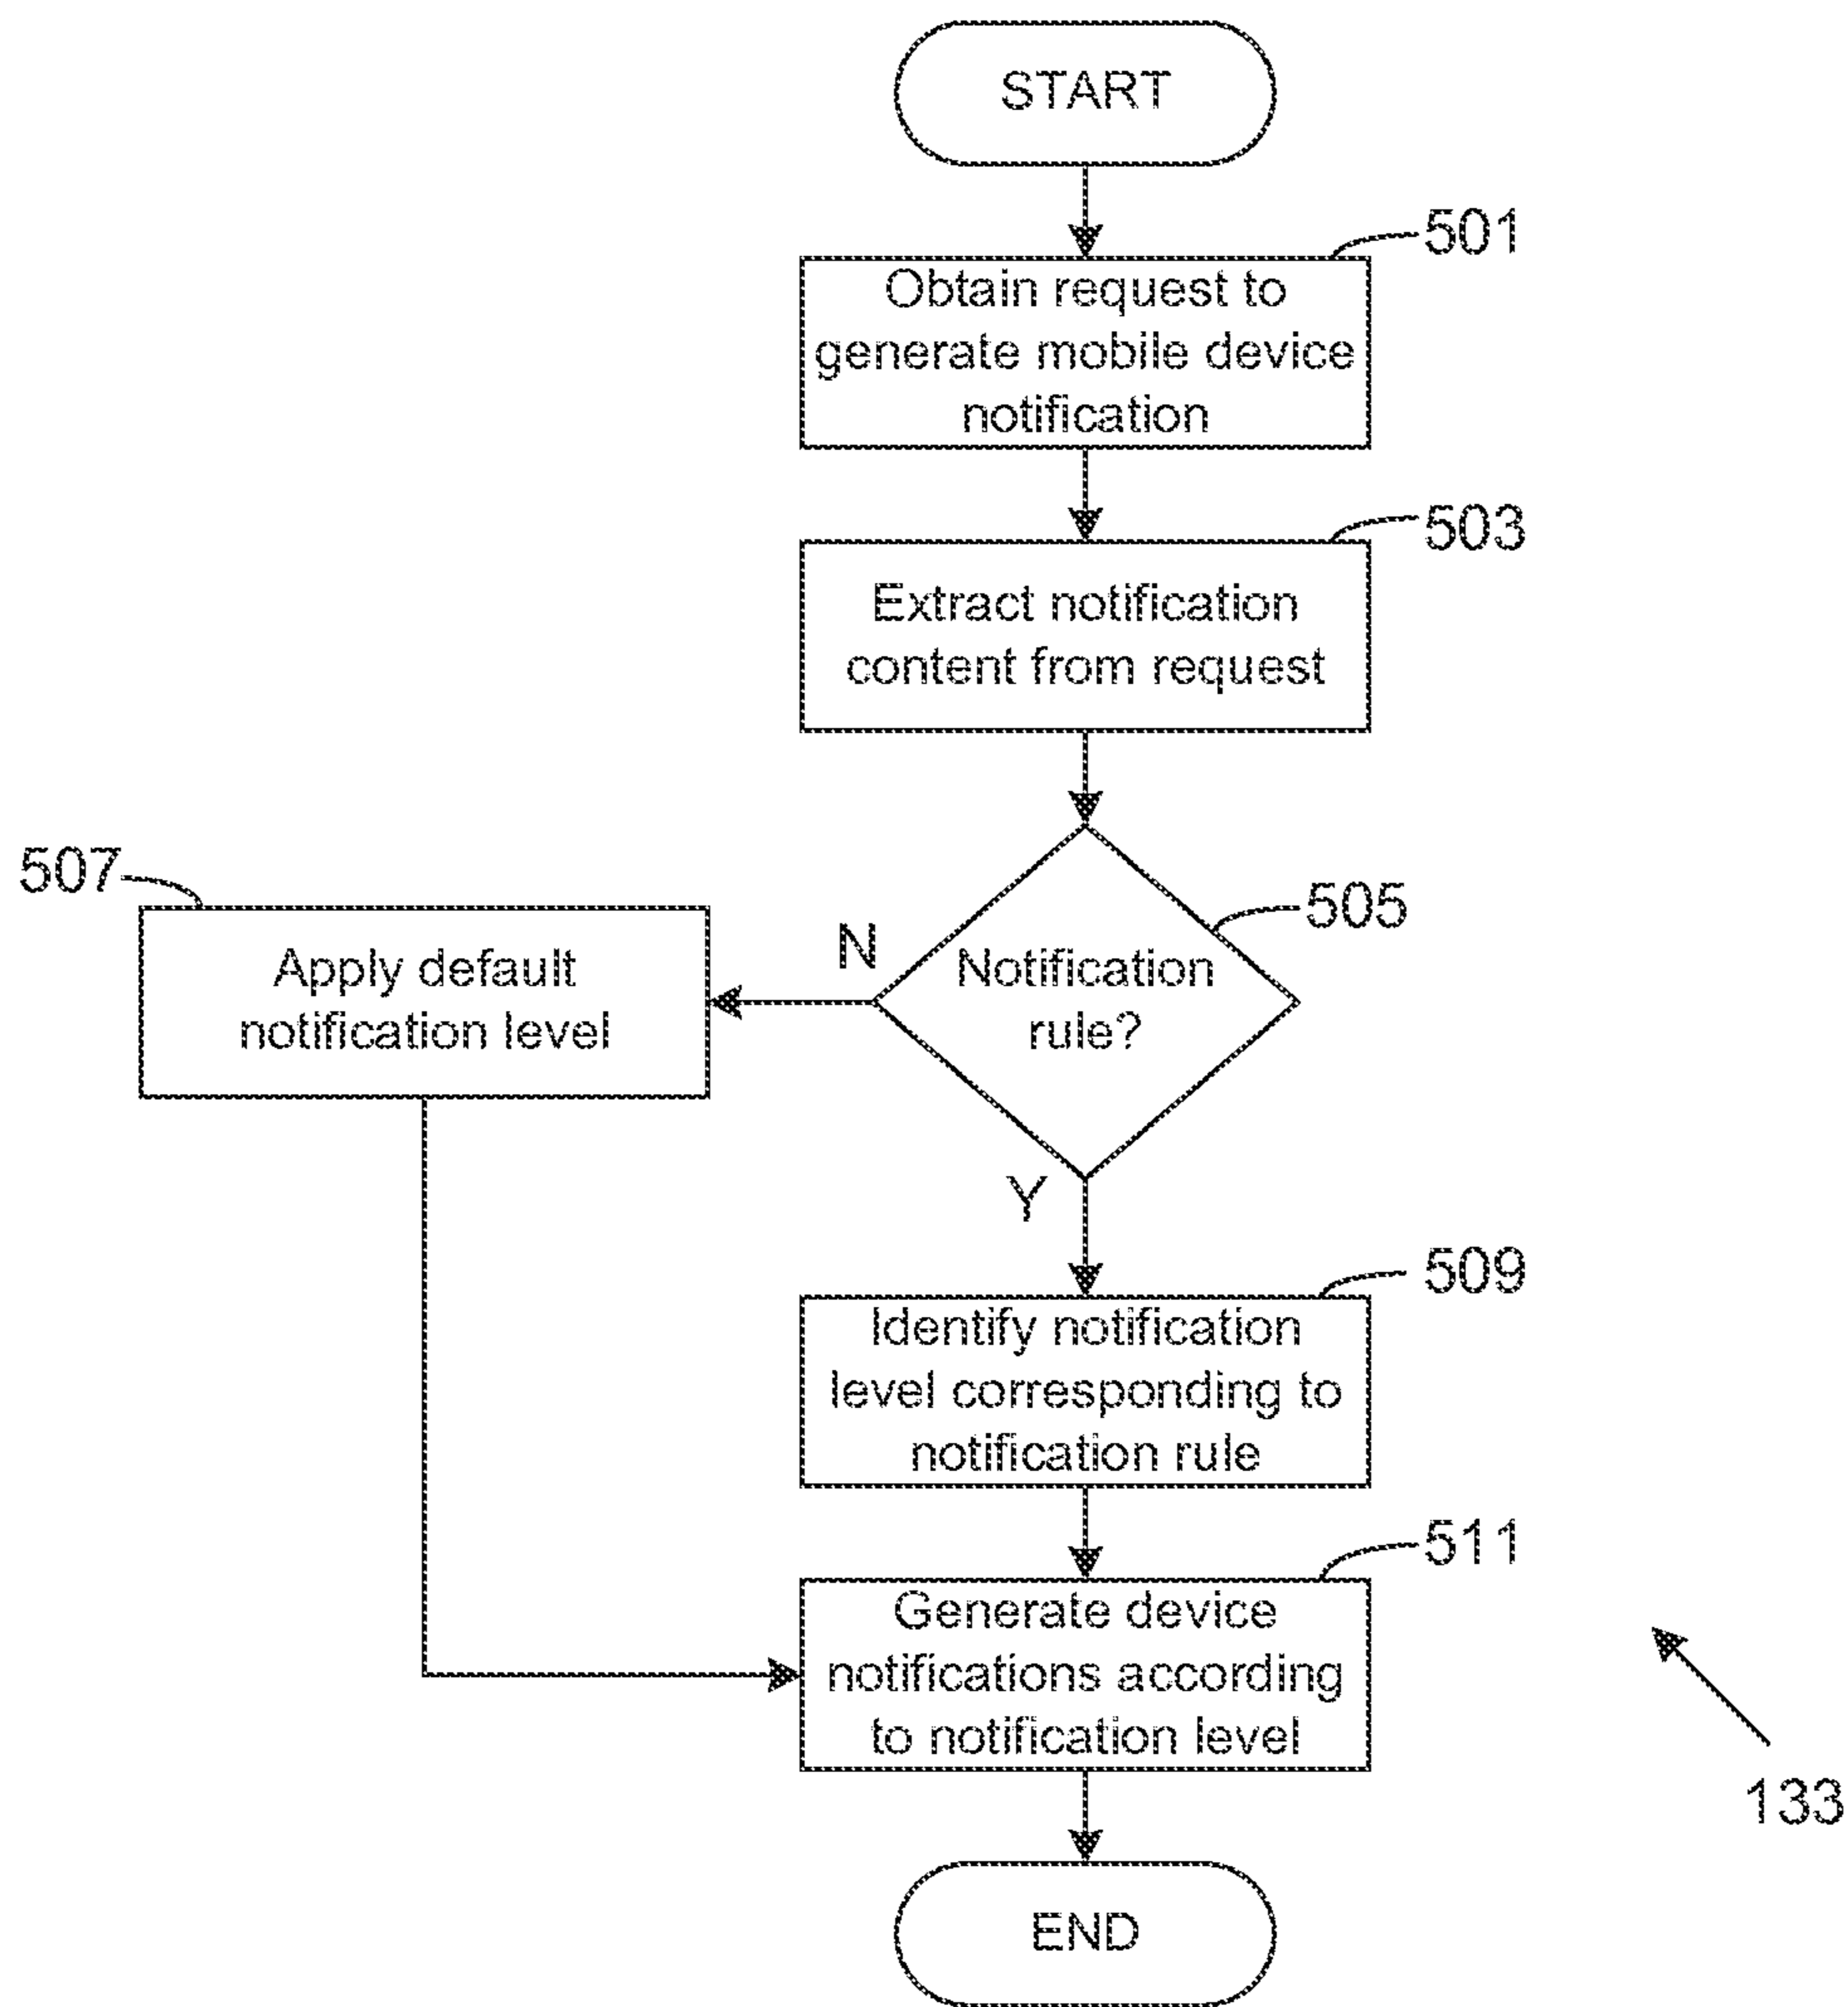 START
501
Obtain request to
generate mobile device
notification
503
Extract notification
content from request
507
505
N
Apply default
notification level
Notification
rule?
Y
509
Identify notification
level corresponding to
notification rule
511
Generate device
notifications according
to notification level
133
END